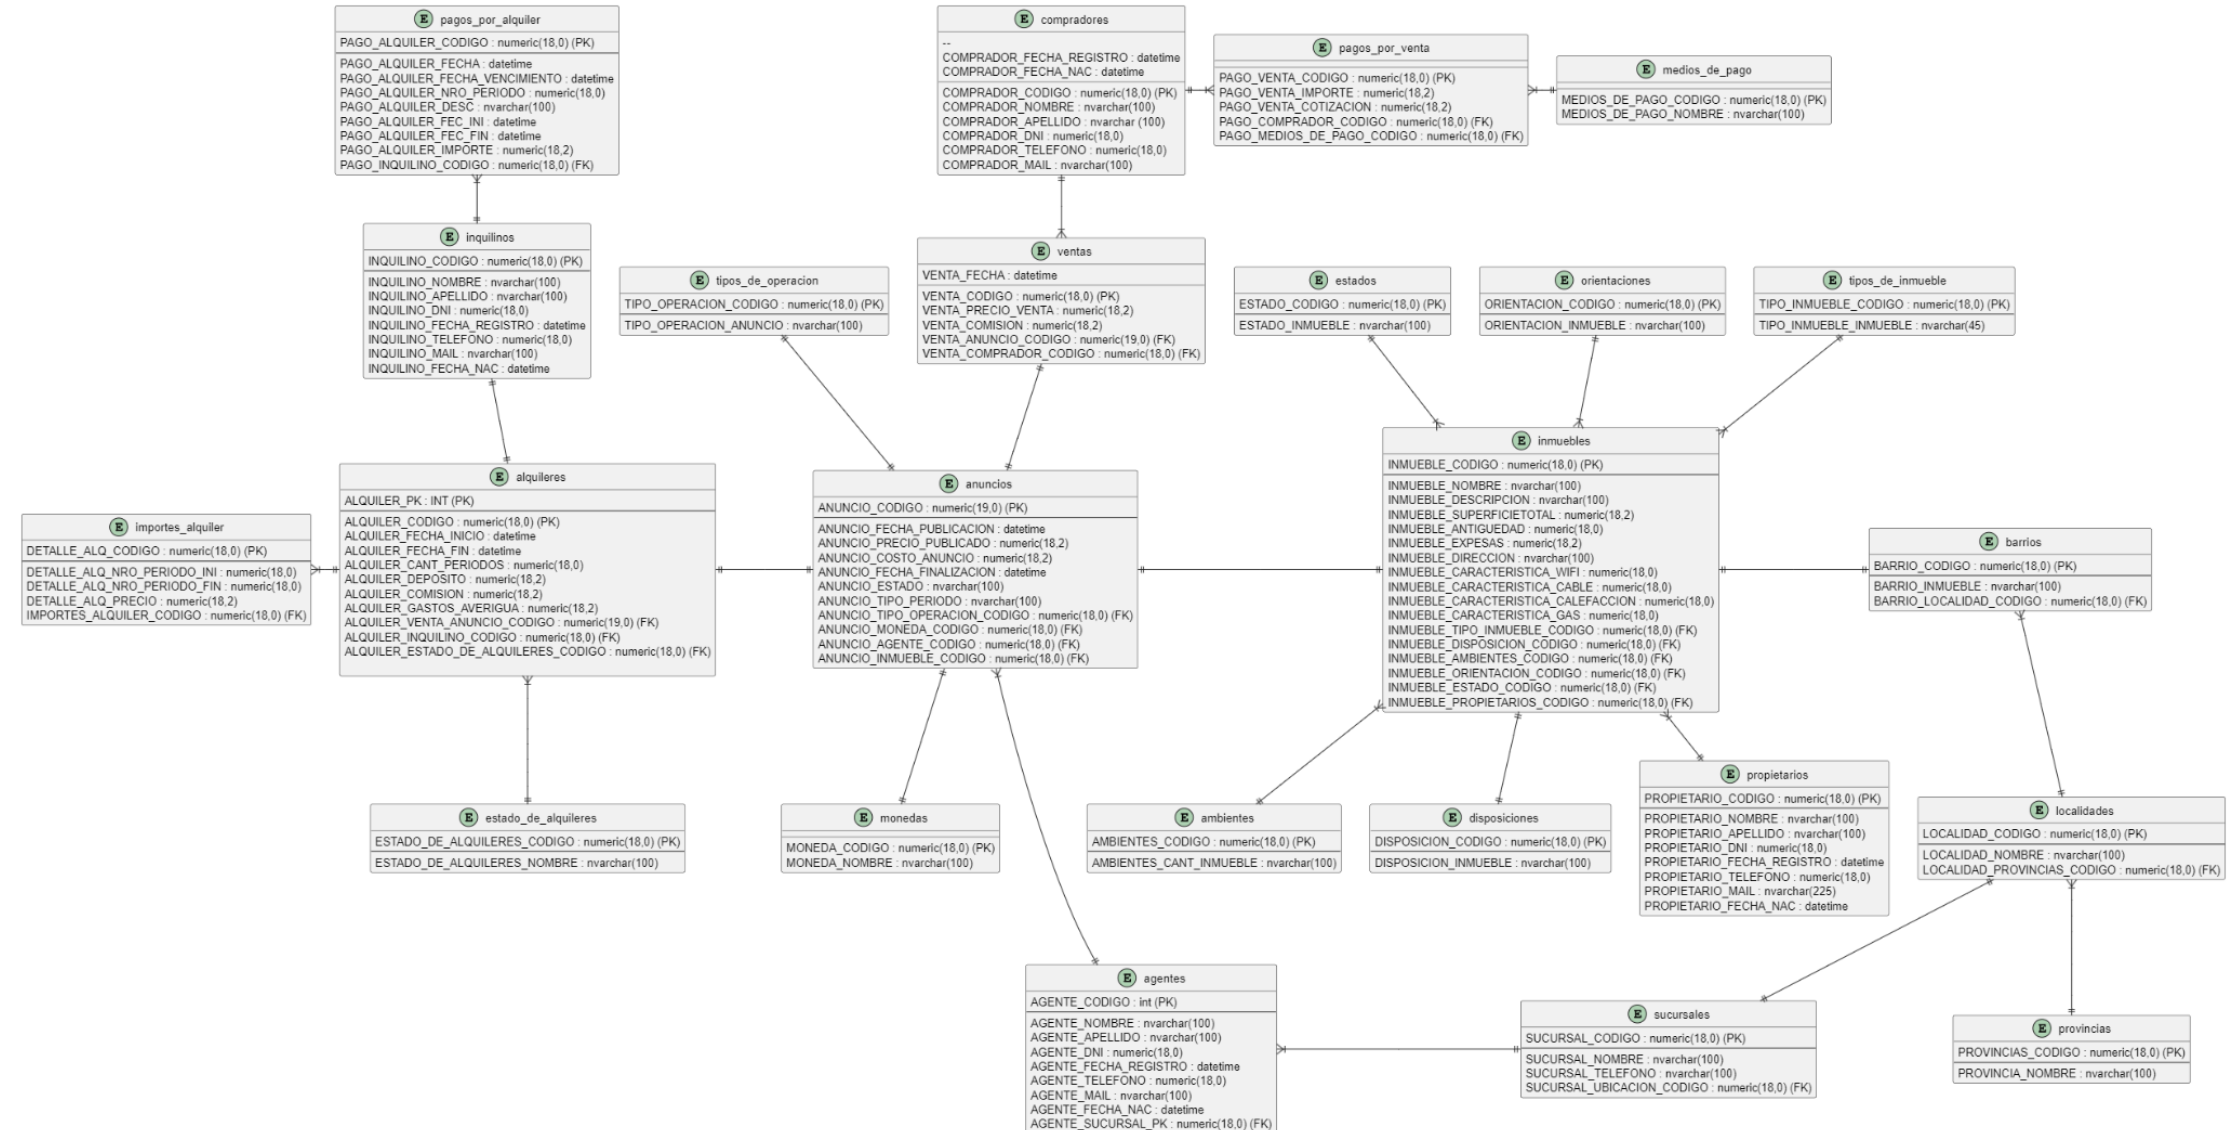 E pagos_por_alquiler
PAGO_ALQUILER_CODIGO : numeric(18,0) (PK)
PAGO_ALQUILER_FECHA : datetime
PAGO_ALQUILER_FECHA_VENCIMIENTO : datetime
PAGO_ALQUILER_NRO_PERIODO : numeric(18,0)
PAGO_ALQUILER_DESC : nvarchar(100)
PAGO_ALQUILER_FEC_INI : datetime
PAGO_ALQUILER_FEC_FIN : datetime
PAGO_ALQUILER_IMPORTE : numeric(18,2)
PAGO_INQUILINO_CODIGO : numeric(18,0) (FK)
E compradores
--
COMPRADOR_FECHA_REGISTRO : datetime
COMPRADOR_FECHA_NAC : datetime
COMPRADOR_CODIGO : numeric(18,0) (PK)
COMPRADOR_NOMBRE : nvarchar(100)
COMPRADOR_APELLIDO : nvarchar (100)
COMPRADOR_DNI : numeric(18,0)
COMPRADOR_TELEFONO : numeric(18,0)
COMPRADOR_MAIL : nvarchar(100)
E pagos_por_venta
PAGO_VENTA_CODIGO : numeric(18,0) (PK)
PAGO_VENTA_IMPORTE : numeric(18,2)
PAGO_VENTA_COTIZACION : numeric(18,2)
PAGO_COMPRADOR_CODIGO : numeric(18,0) (FK)
PAGO_MEDIOS_DE_PAGO_CODIGO : numeric(18,0) (FK)
E medios_de_pago
MEDIOS_DE_PAGO_CODIGO : numeric(18,0) (PK)
MEDIOS_DE_PAGO_NOMBRE : nvarchar(100)
E inquilinos
INQUILINO_CODIGO : numeric(18,0) (PK)
INQUILINO_NOMBRE : nvarchar(100)
INQUILINO_APELLIDO : nvarchar(100)
INQUILINO_DNI : numeric(18,0)
INQUILINO_FECHA_REGISTRO : datetime
INQUILINO_TELEFONO : numeric(18,0)
INQUILINO_MAIL : nvarchar(100)
INQUILINO_FECHA_NAC : datetime
E tipos_de_operacion
TIPO_OPERACION_CODIGO : numeric(18,0) (PK)
TIPO_OPERACION_ANUNCIO : nvarchar(100)
E ventas
VENTA_FECHA : datetime
VENTA_CODIGO : numeric(18,0) (PK)
VENTA_PRECIO_VENTA : numeric(18,2)
VENTA_COMISION : numeric(18,2)
VENTA_ANUNCIO_CODIGO : numeric(19,0) (FK)
VENTA_COMPRADOR_CODIGO : numeric(18,0) (FK)
E estados
ESTADO_CODIGO : numeric(18,0) (PK)
ESTADO_INMUEBLE : nvarchar(100)
E orientaciones
ORIENTACION_CODIGO : numeric(18,0) (PK)
ORIENTACION_INMUEBLE : nvarchar(100)
E tipos_de_inmueble
TIPO_INMUEBLE_CODIGO : numeric(18,0) (PK)
TIPO_INMUEBLE_INMUEBLE : nvarchar(45)
E importes_alquiler
DETALLE_ALQ_CODIGO : numeric(18,0) (PK)
DETALLE_ALQ_NRO_PERIODO_INI : numeric(18,0)
DETALLE_ALQ_NRO_PERIODO_FIN : numeric(18,0)
DETALLE_ALQ_PRECIO : numeric(18,2)
IMPORTES_ALQUILER_CODIGO : numeric(18,0) (FK)
E alquileres
ALQUILER_PK : INT (PK)
ALQUILER_CODIGO : numeric(18,0) (PK)
ALQUILER_FECHA_INICIO : datetime
ALQUILER_FECHA_FIN : datetime
ALQUILER_CANT_PERIODOS : numeric(18,0)
ALQUILER_DEPOSITO : numeric(18,2)
ALQUILER_COMISION : numeric(18,2)
ALQUILER_GASTOS_AVERIGUA : numeric(18,2)
ALQUILER_VENTA_ANUNCIO_CODIGO : numeric(19,0) (FK)
ALQUILER_INQUILINO_CODIGO : numeric(18,0) (FK)
ALQUILER_ESTADO_DE_ALQUILERES_CODIGO : numeric(18,0) (FK)
E anuncios
ANUNCIO_CODIGO : numeric(19,0) (PK)
ANUNCIO_FECHA_PUBLICACION : datetime
ANUNCIO_PRECIO_PUBLICADO : numeric(18,2)
ANUNCIO_COSTO_ANUNCIO : numeric(18,2)
ANUNCIO_FECHA_FINALIZACION : datetime
ANUNCIO_ESTADO : nvarchar(100)
ANUNCIO_TIPO_PERIODO : nvarchar(100)
ANUNCIO_TIPO_OPERACION_CODIGO : numeric(18,0) (FK)
ANUNCIO_MONEDA_CODIGO : numeric(18,0) (FK)
ANUNCIO_AGENTE_CODIGO : numeric(18,0) (FK)
ANUNCIO_INMUEBLE_CODIGO : numeric(18,0) (FK)
E inmuebles
INMUEBLE_CODIGO : numeric(18,0) (PK)
INMUEBLE_NOMBRE : nvarchar(100)
INMUEBLE_DESCRIPCION : nvarchar(100)
INMUEBLE_SUPERFICIETOTAL : numeric(18,2)
INMUEBLE_ANTIGUEDAD : numeric(18,0)
INMUEBLE_EXPESAS : numeric(18,2)
INMUEBLE_DIRECCION : nvarchar(100)
INMUEBLE_CARACTERISTICA_WIFI : numeric(18,0)
INMUEBLE_CARACTERISTICA_CABLE : numeric(18,0)
INMUEBLE_CARACTERISTICA_CALEFACCION : numeric(18,0)
INMUEBLE_CARACTERISTICA_GAS : numeric(18,0)
INMUEBLE_TIPO_INMUEBLE_CODIGO : numeric(18,0) (FK)
INMUEBLE_DISPOSICION_CODIGO : numeric(18,0) (FK)
INMUEBLE_AMBIENTES_CODIGO : numeric(18,0) (FK)
INMUEBLE_ORIENTACION_CODIGO : numeric(18,0) (FK)
INMUEBLE_ESTADO_CODIGO : numeric(18,0) (FK)
INMUEBLE_PROPIETARIOS_CODIGO : numeric(18,0) (FK)
E barrios
BARRIO_CODIGO : numeric(18,0) (PK)
BARRIO_INMUEBLE : nvarchar(100)
BARRIO_LOCALIDAD_CODIGO : numeric(18,0) (FK)
E estado_de_alquileres
ESTADO_DE_ALQUILERES_CODIGO : numeric(18,0) (PK)
ESTADO_DE_ALQUILERES_NOMBRE : nvarchar(100)
E monedas
MONEDA_CODIGO : numeric(18,0) (PK)
MONEDA_NOMBRE : nvarchar(100)
E ambientes
AMBIENTES_CODIGO : numeric(18,0) (PK)
AMBIENTES_CANT_INMUEBLE : nvarchar(100)
E disposiciones
DISPOSICION_CODIGO : numeric(18,0) (PK)
DISPOSICION_INMUEBLE : nvarchar(100)
E propietarios
PROPIETARIO_CODIGO : numeric(18,0) (PK)
PROPIETARIO_NOMBRE : nvarchar(100)
PROPIETARIO_APELLIDO : nvarchar(100)
PROPIETARIO_DNI : numeric(18,0)
PROPIETARIO_FECHA_REGISTRO : datetime
PROPIETARIO_TELEFONO : numeric(18,0)
PROPIETARIO_MAIL : nvarchar(225)
PROPIETARIO_FECHA_NAC : datetime
E localidades
LOCALIDAD_CODIGO : numeric(18,0) (PK)
LOCALIDAD_NOMBRE : nvarchar(100)
LOCALIDAD_PROVINCIAS_CODIGO : numeric(18,0) (FK)
E agentes
AGENTE_CODIGO : int (PK)
AGENTE_NOMBRE : nvarchar(100)
AGENTE_APELLIDO : nvarchar(100)
AGENTE_DNI : numeric(18,0)
AGENTE_FECHA_REGISTRO : datetime
AGENTE_TELEFONO : numeric(18,0)
AGENTE_MAIL : nvarchar(100)
AGENTE_FECHA_NAC : datetime
AGENTE_SUCURSAL_PK : numeric(18,0) (FK)
E sucursales
SUCURSAL_CODIGO : numeric(18,0) (PK)
SUCURSAL_NOMBRE : nvarchar(100)
SUCURSAL_TELEFONO : nvarchar(100)
SUCURSAL_UBICACION_CODIGO : numeric(18,0) (FK)
E provincias
PROVINCIAS_CODIGO : numeric(18,0) (PK)
PROVINCIA_NOMBRE : nvarchar(100)